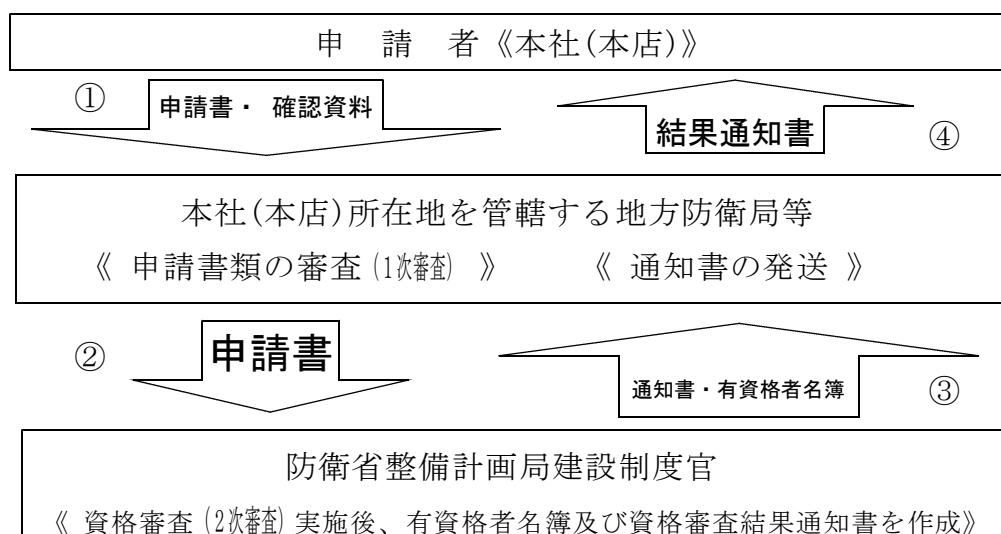 申　請　者《本社(本店)》
①
申請書・　確認資料
結果通知書
④
本社(本店)所在地を管轄する地方防衛局等
《 申請書類の審査(1次審査) 》　　《 通知書の発送 》
②
申請書
通知書・有資格者名簿
③
防衛省整備計画局建設制度官
《 資格審査(2次審査)実施後、有資格者名簿及び資格審査結果通知書を作成》